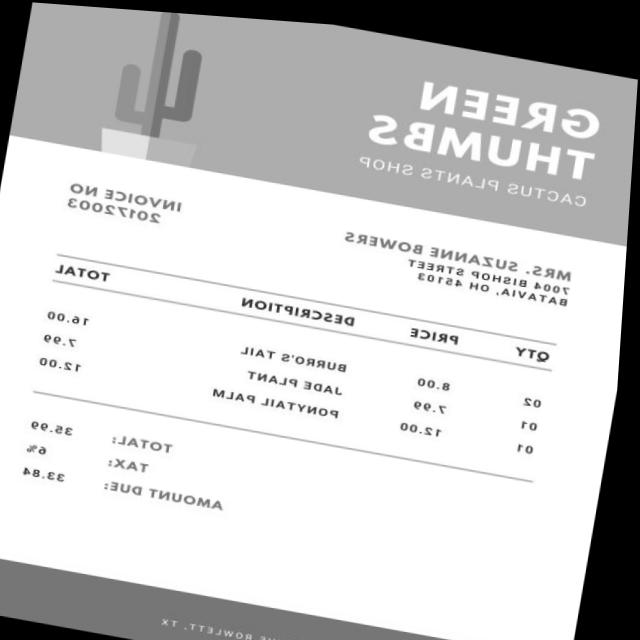 GREEN
THUMBS
CACTUS PLANTS SHOP
MRS. SUZANNE BOWERS
7004 BISHOP STREET
BATAVIA, OH 45103
INVOICE NO
20172003
QTY PRICE DESCRIPTION TOTAL
02 8.00 BURRO'S TAIL 16.00
01 7.99 JADE PLANT 7.99
01 12.00 PONYTAIL PALM 12.00
TOTAL: 35.99
TAX: 6%
AMOUNT DUE: 33.84
ROWLETT, TX